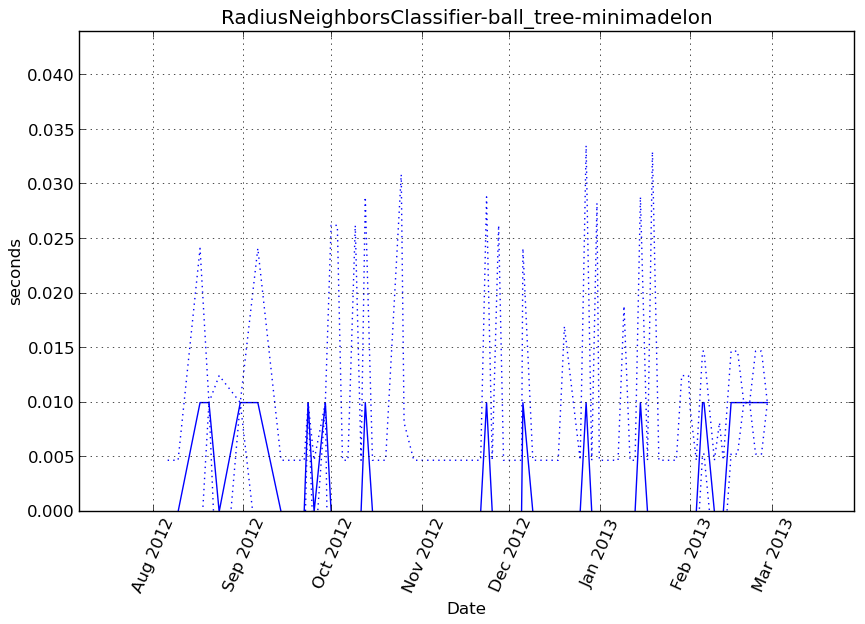 RadiusNeighborsClassifier-ball_tree-minimadelon
0.040
0.035
0.030
0.025
0.020
0.015
0.010
0.005
0.000
seconds
Aug 2012
Sep 2012
Oct 2012
Nov 2012
Dec 2012
Jan 2013
Feb 2013
Mar 2013
Date